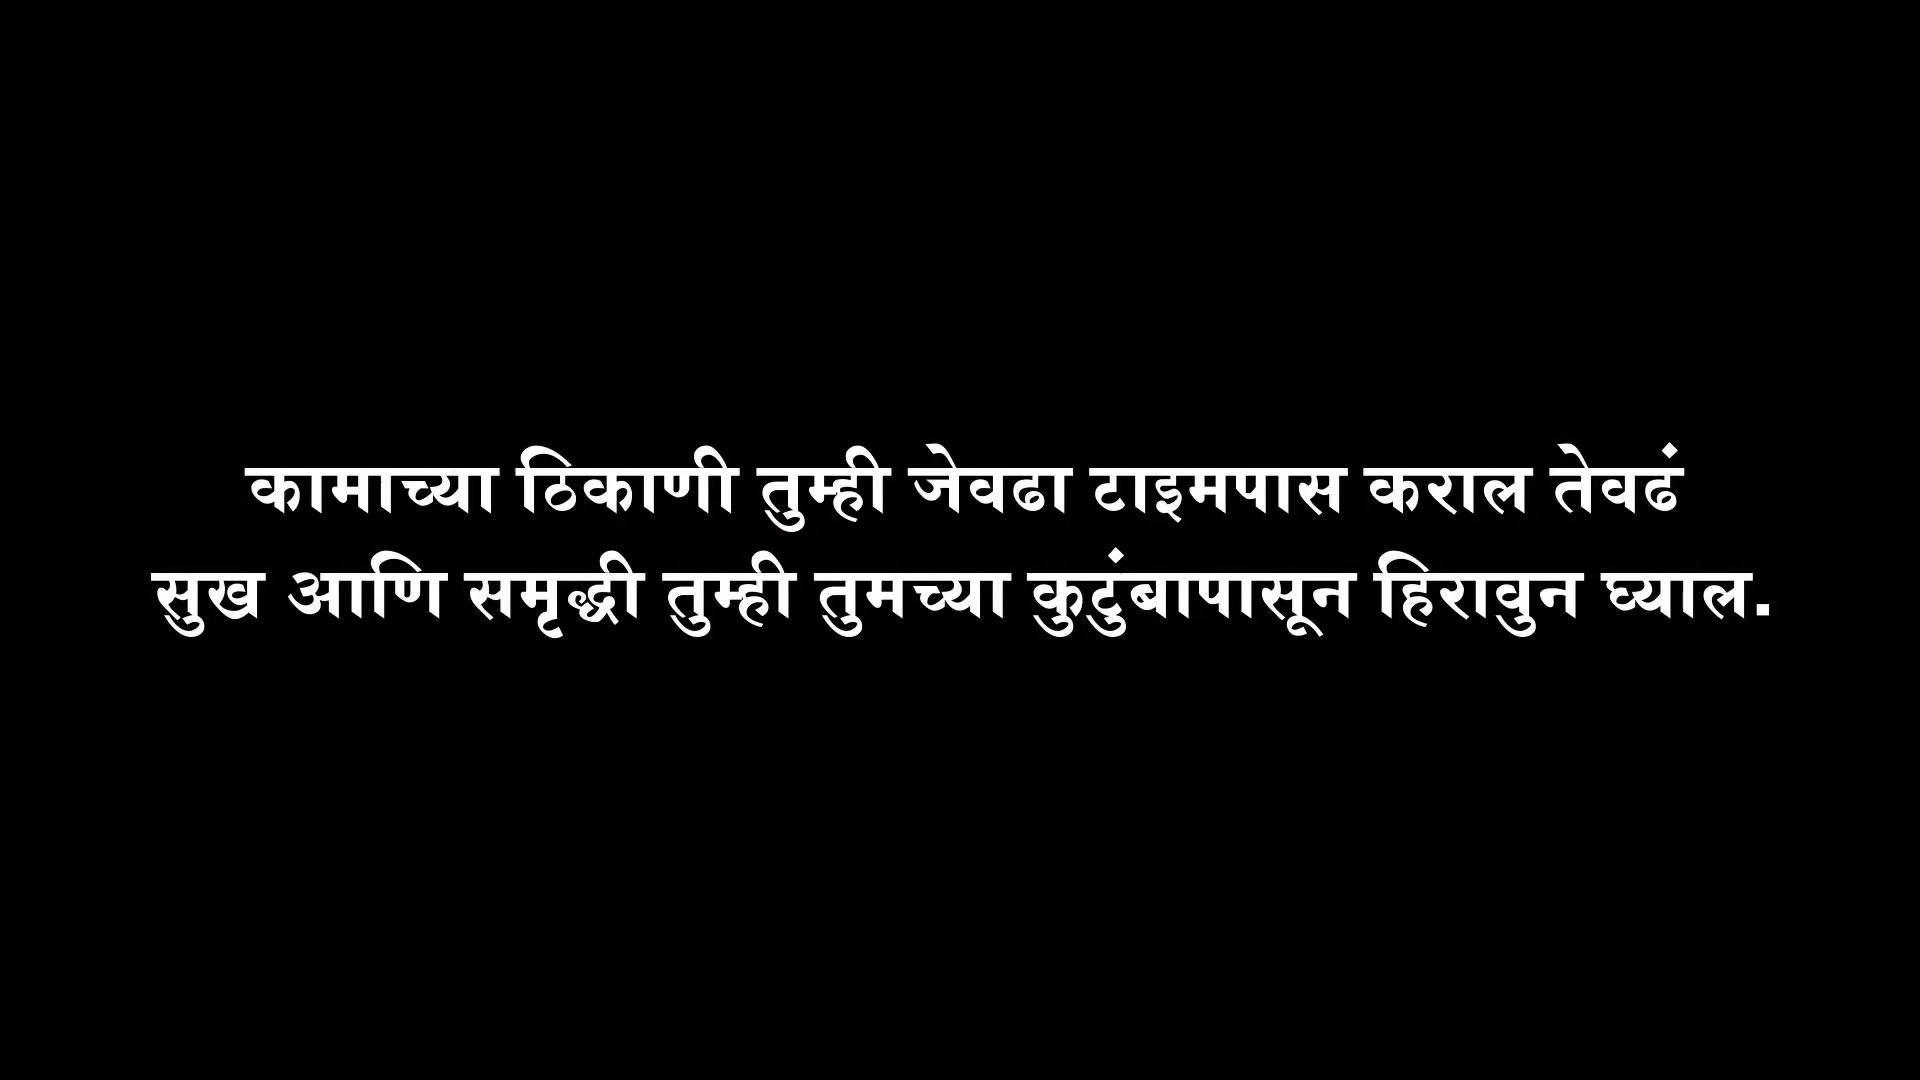 कामाच्या ठिकाणी तुम्ही जेवढा टाइमपास कराल तेवढं
सुख आणि समृद्धी तुम्ही तुमच्या कुटुंबापासून हिरावुन घ्याल.